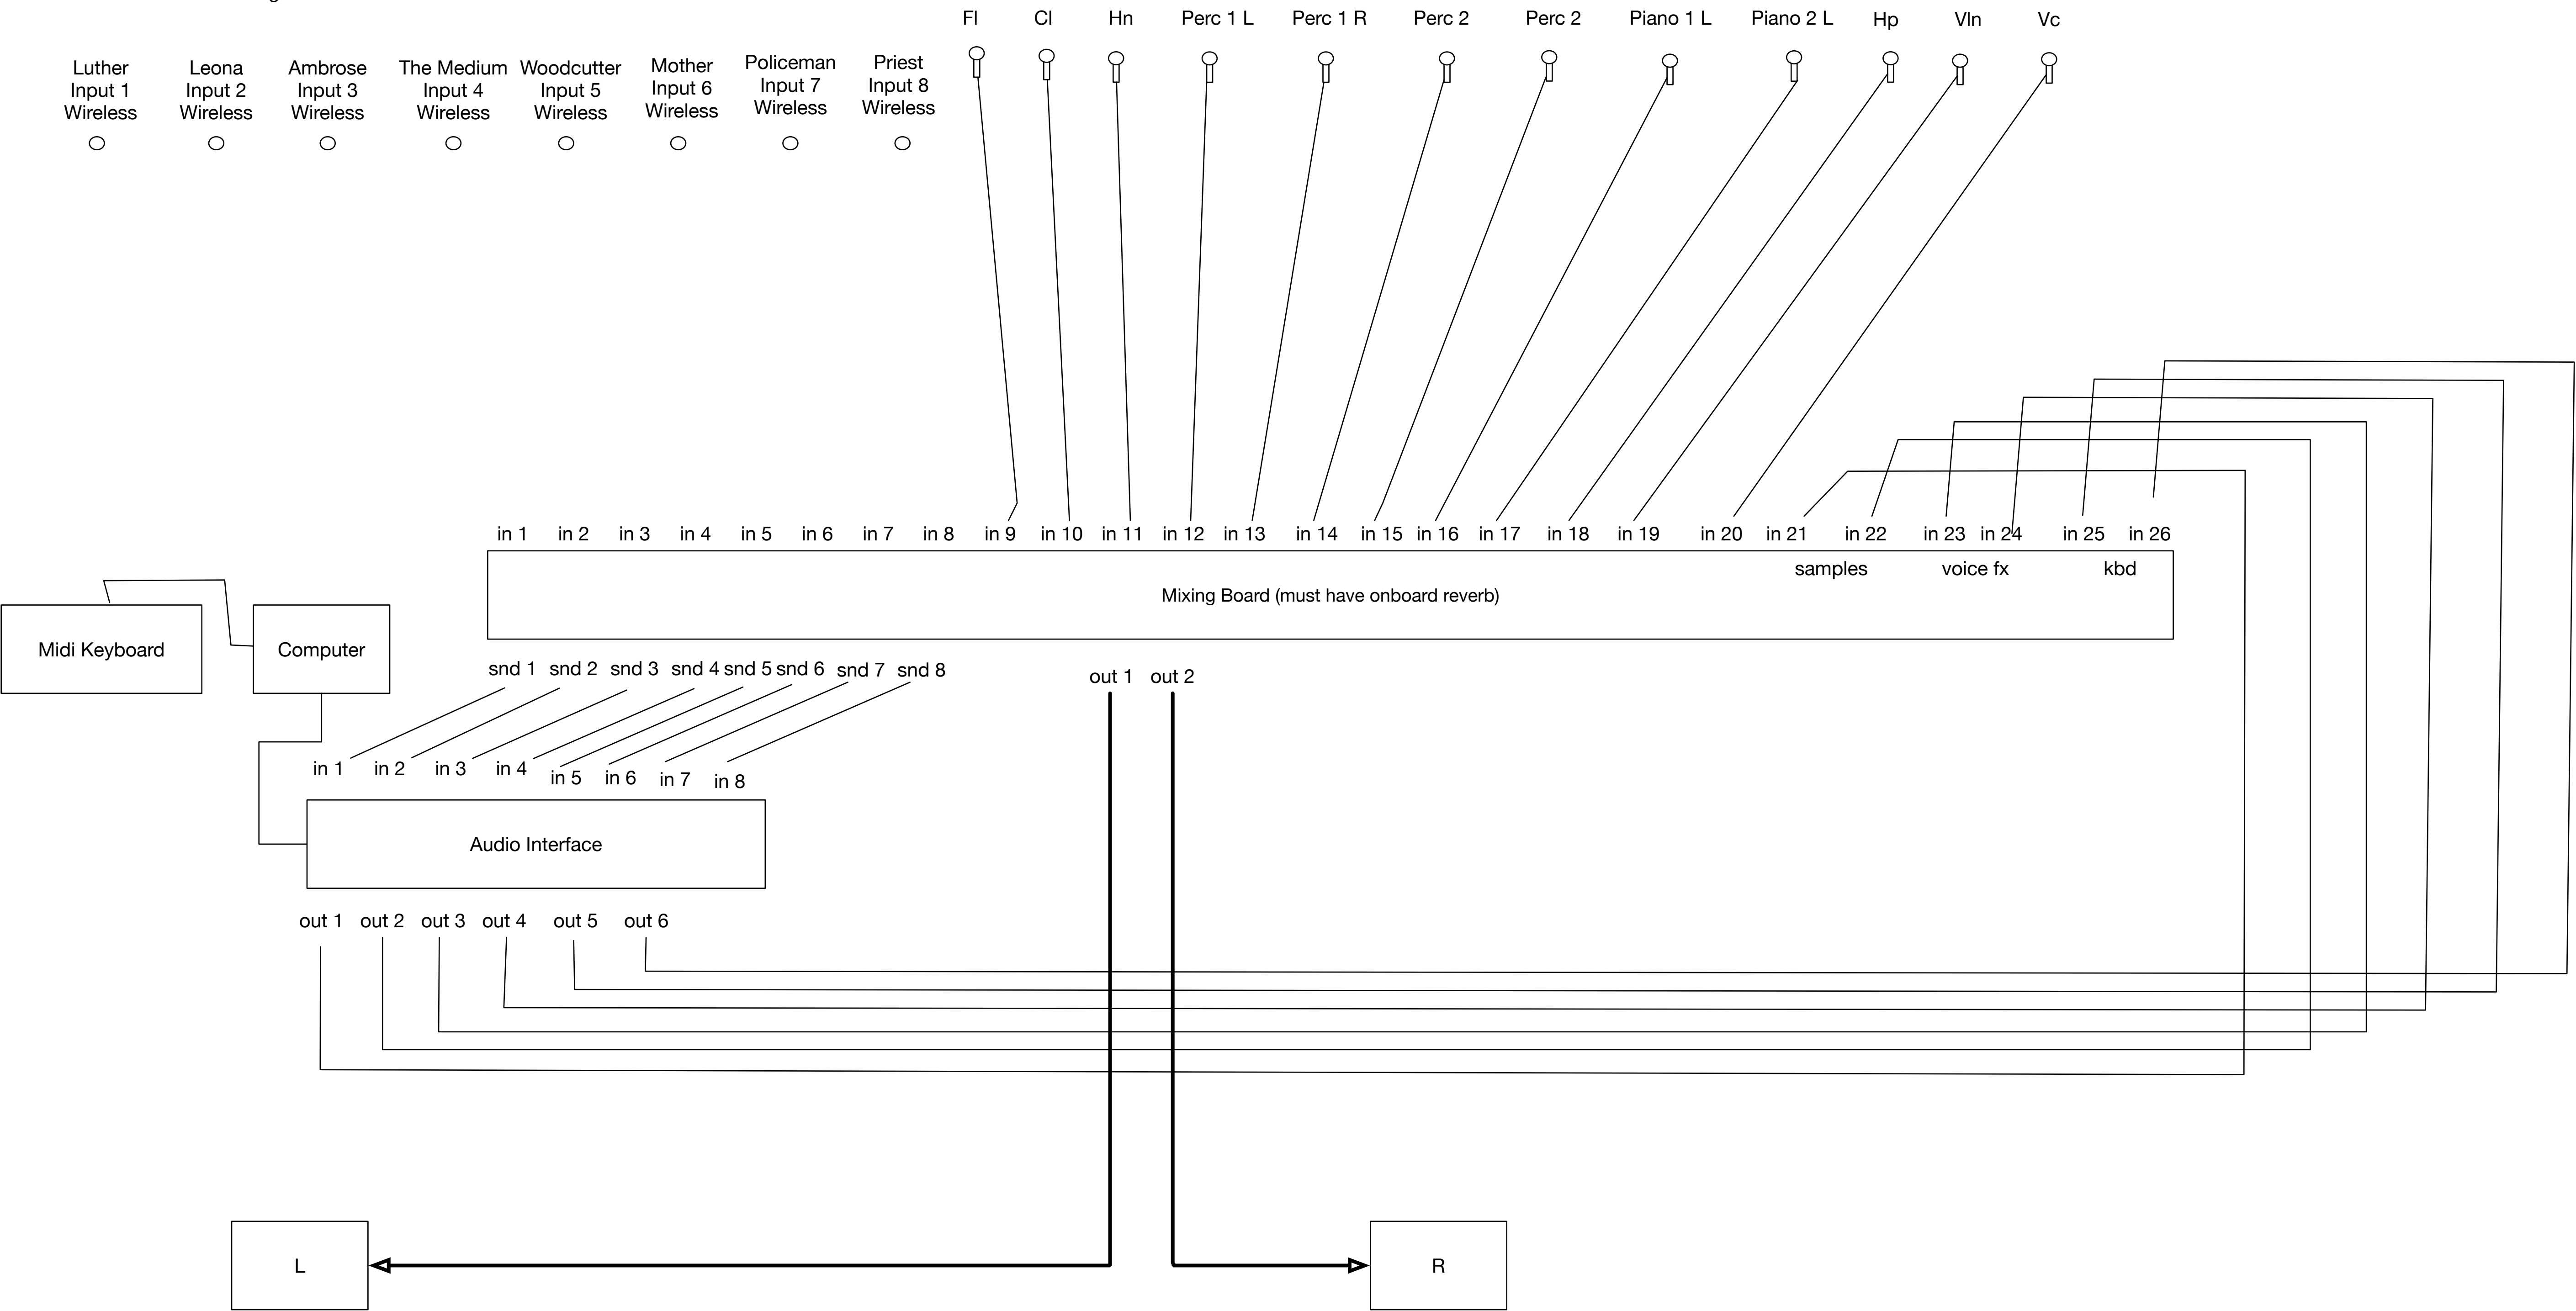 Fl Cl Hn Perc 1 L Perc 1 R Perc 2 Perc 2 Piano 1 L Piano 2 L Hp Vln Vc
Luther
Input 1
Wireless
Leona
Input 2
Wireless
Ambrose
Input 3
Wireless
The Medium
Input 4
Wireless
Woodcutter
Input 5
Wireless
Mother
Input 6
Wireless
Policeman
Input 7
Wireless
Priest
Input 8
Wireless
in 1 in 2 in 3 in 4 in 5 in 6 in 7 in 8 in 9 in 10 in 11 in 12 in 13 in 14 in 15 in 16 in 17 in 18 in 19 in 20 in 21 in 22 in 23 in 24 in 25 in 26
samples voice fx kbd
Mixing Board (must have onboard reverb)
Midi Keyboard
Computer
snd 1 snd 2 snd 3 snd 4 snd 5 snd 6 snd 7 snd 8
out 1 out 2
in 1 in 2 in 3 in 4 in 5 in 6 in 7 in 8
Audio Interface
out 1 out 2 out 3 out 4 out 5 out 6
L
R